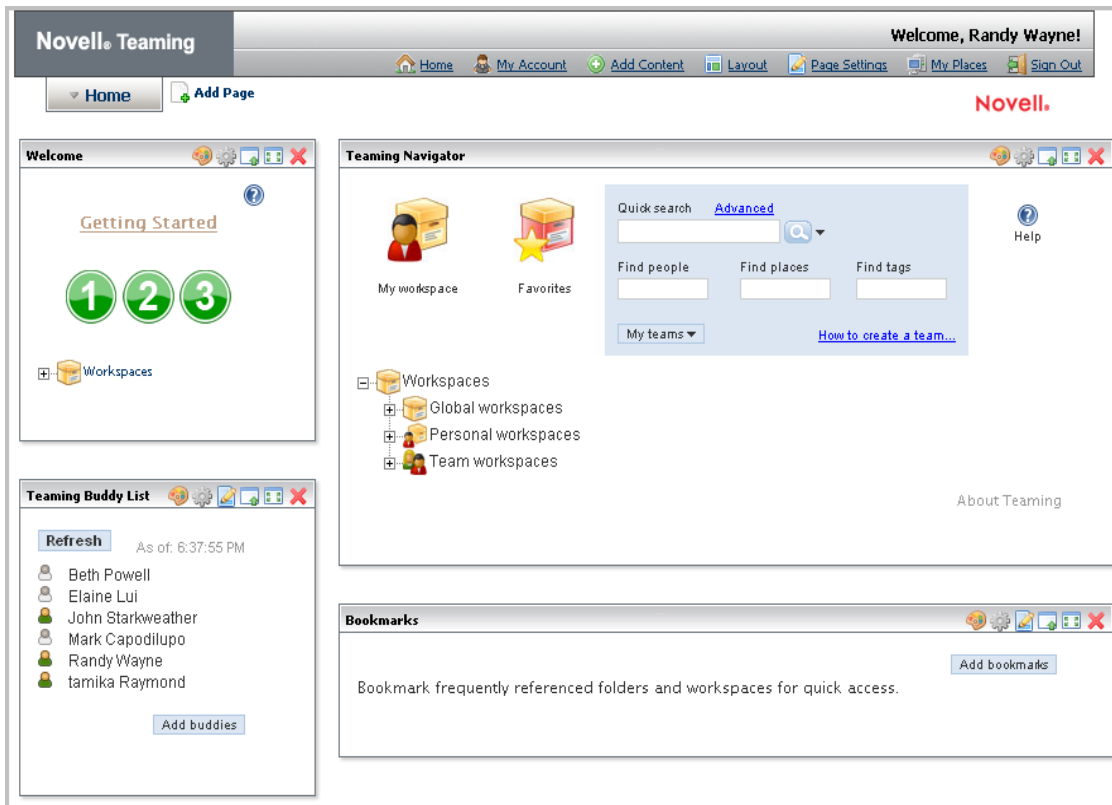 Novell® Teaming
Welcome, Randy Wayne!
Home My Account Add Content Layout Page Settings My Places Sign Out
Home Add Page
Novell®
Welcome
Getting Started
1 2 3
Workspaces
Teaming Navigator
My workspace
Favorites
Quick search Advanced
Find people Find places Find tags
My teams
How to create a team...
Help
Workspaces
Global workspaces
Personal workspaces
Team workspaces
About Teaming
Teaming Buddy List
Refresh As of: 6:37:55 PM
Beth Powell
Elaine Lui
John Starkweather
Mark Capodilupo
Randy Wayne
tamika Raymond
Add buddies
Bookmarks
Add bookmarks
Bookmark frequently referenced folders and workspaces for quick access.